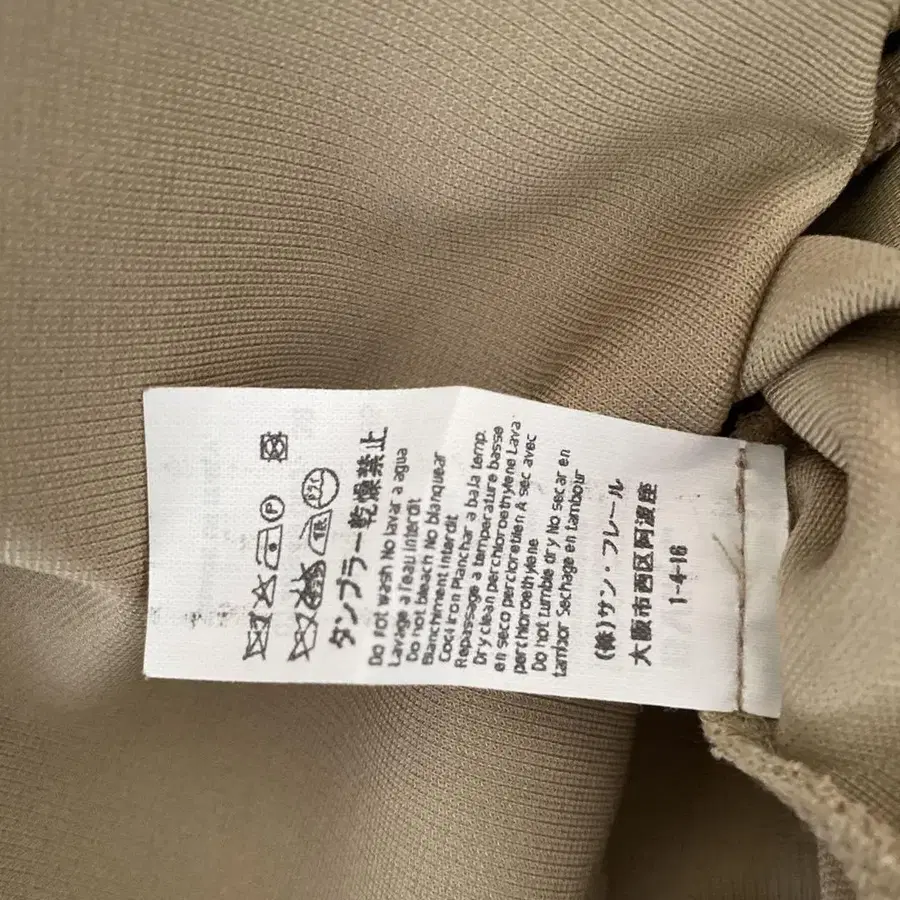 P
タンブラー乾燥禁止
Do not wash No lavar a agua
Lavage a l'eau interdit
Do not bleach No blanquear
Blanchiment interdit
Cool iron Planchar a baja temp.
Repassage a temperature basse
Dry clean perchloroethylene Lava
en seco percloroetilen A sec avec
perchloroethylene
Do not tumble dry No secar en
tambor Sechage en tambour
(株)サン・フレール
大阪市西区阿波座
1-4-16